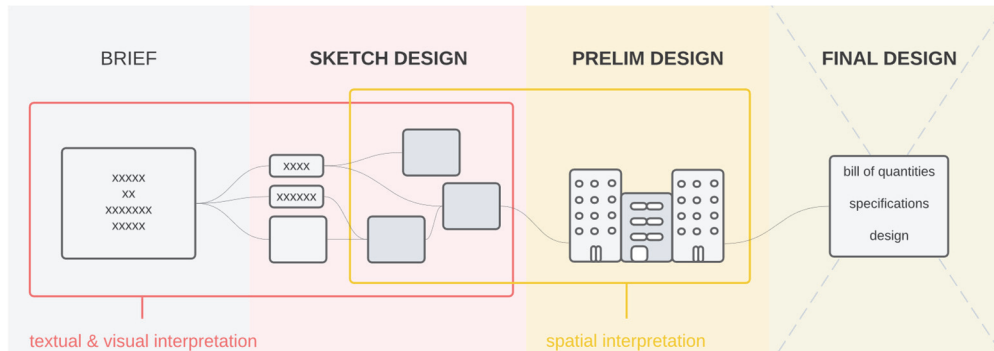 BRIEF
SKETCH DESIGN
PRELIM DESIGN
FINAL DESIGN
xxxxx
xx
xxxxxxx
xxxxx
xxxx
xxxxxx
bill of quantities
specifications
design
textual & visual interpretation
spatial interpretation